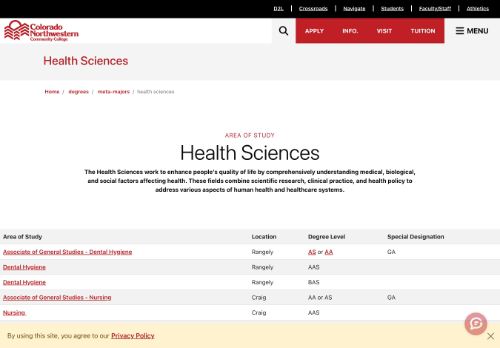 D2L Crossroads Navigate Students Faculty/Staff Athletics
Colorado
Northwestern
Community College
APPLY INFO. VISIT TUITION MENU
Health Sciences
Home / degrees / meta-majors / health sciences
AREA OF STUDY
Health Sciences
The Health Sciences work to enhance people's quality of life by comprehensively understanding medical, biological,
and social factors affecting health. These fields combine scientific research, clinical practice, and health policy to
address various aspects of human health and healthcare systems.
Area of Study Location Degree Level Special Designation
Associate of General Studies - Dental Hygiene Rangely AS or AA GA
Dental Hygiene Rangely AAS
Dental Hygiene Rangely BAS
Associate of General Studies - Nursing Craig AA or AS GA
Nursing Craig AAS
By using this site, you agree to our Privacy Policy